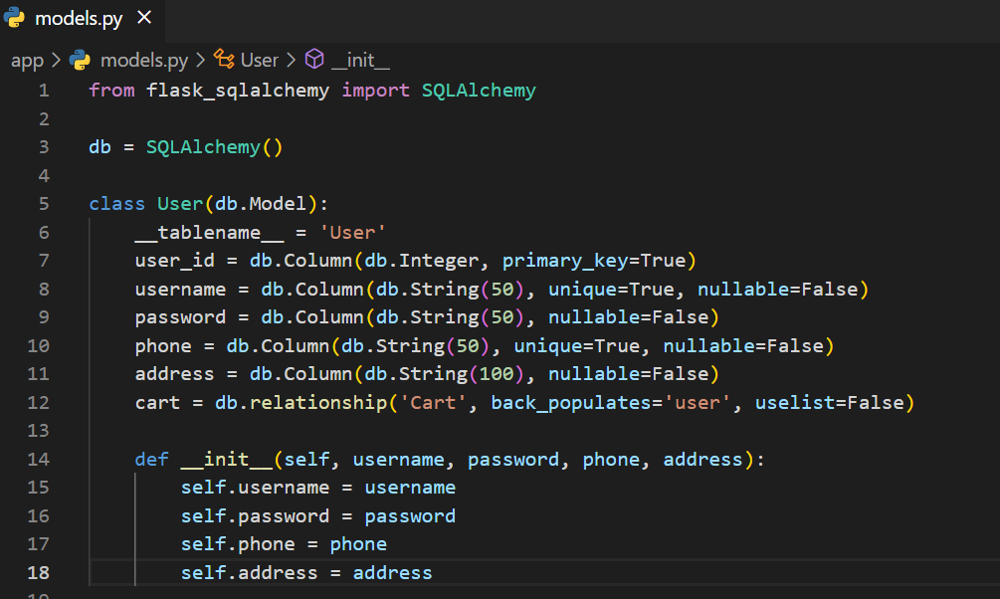 models.py ×
app > models.py > User > __init__
1 from flask_sqlalchemy import SQLAlchemy
2
3 db = SQLAlchemy()
4
5 class User(db.Model):
6     __tablename__ = 'User'
7     user_id = db.Column(db.Integer, primary_key=True)
8     username = db.Column(db.String(50), unique=True, nullable=False)
9     password = db.Column(db.String(50), nullable=False)
10     phone = db.Column(db.String(50), unique=True, nullable=False)
11     address = db.Column(db.String(100), nullable=False)
12     cart = db.relationship('Cart', back_populates='user', uselist=False)
13
14     def __init__(self, username, password, phone, address):
15         self.username = username
16         self.password = password
17         self.phone = phone
18         self.address = address
19